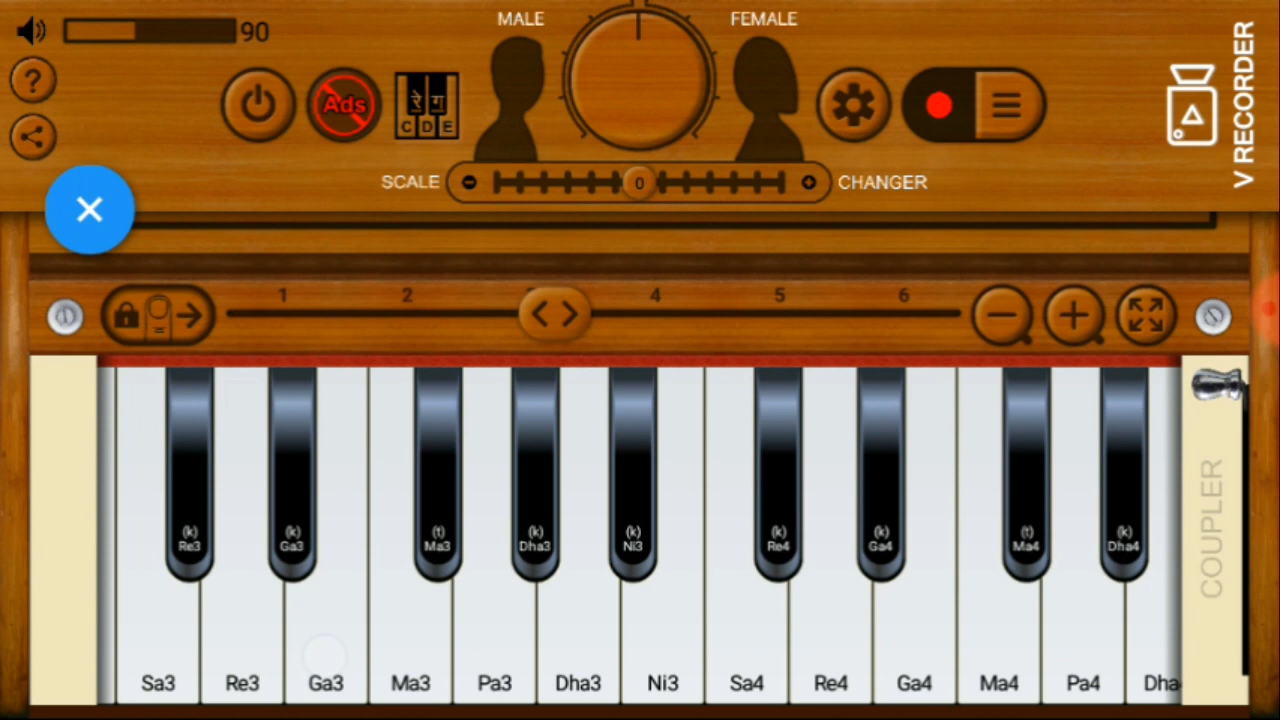 90
MALE
FEMALE
?
Ads
रे ग
C D E
SCALE
0
CHANGER
V RECORDER
1
2
4
5
6
(k)
Re3
(k)
Ga3
(t)
Ma3
(k)
Dha3
(k)
Ni3
(k)
Re4
(k)
Ga4
(t)
Ma4
(k)
Dha4
COUPLER
Sa3
Re3
Ga3
Ma3
Pa3
Dha3
Ni3
Sa4
Re4
Ga4
Ma4
Pa4
Dha